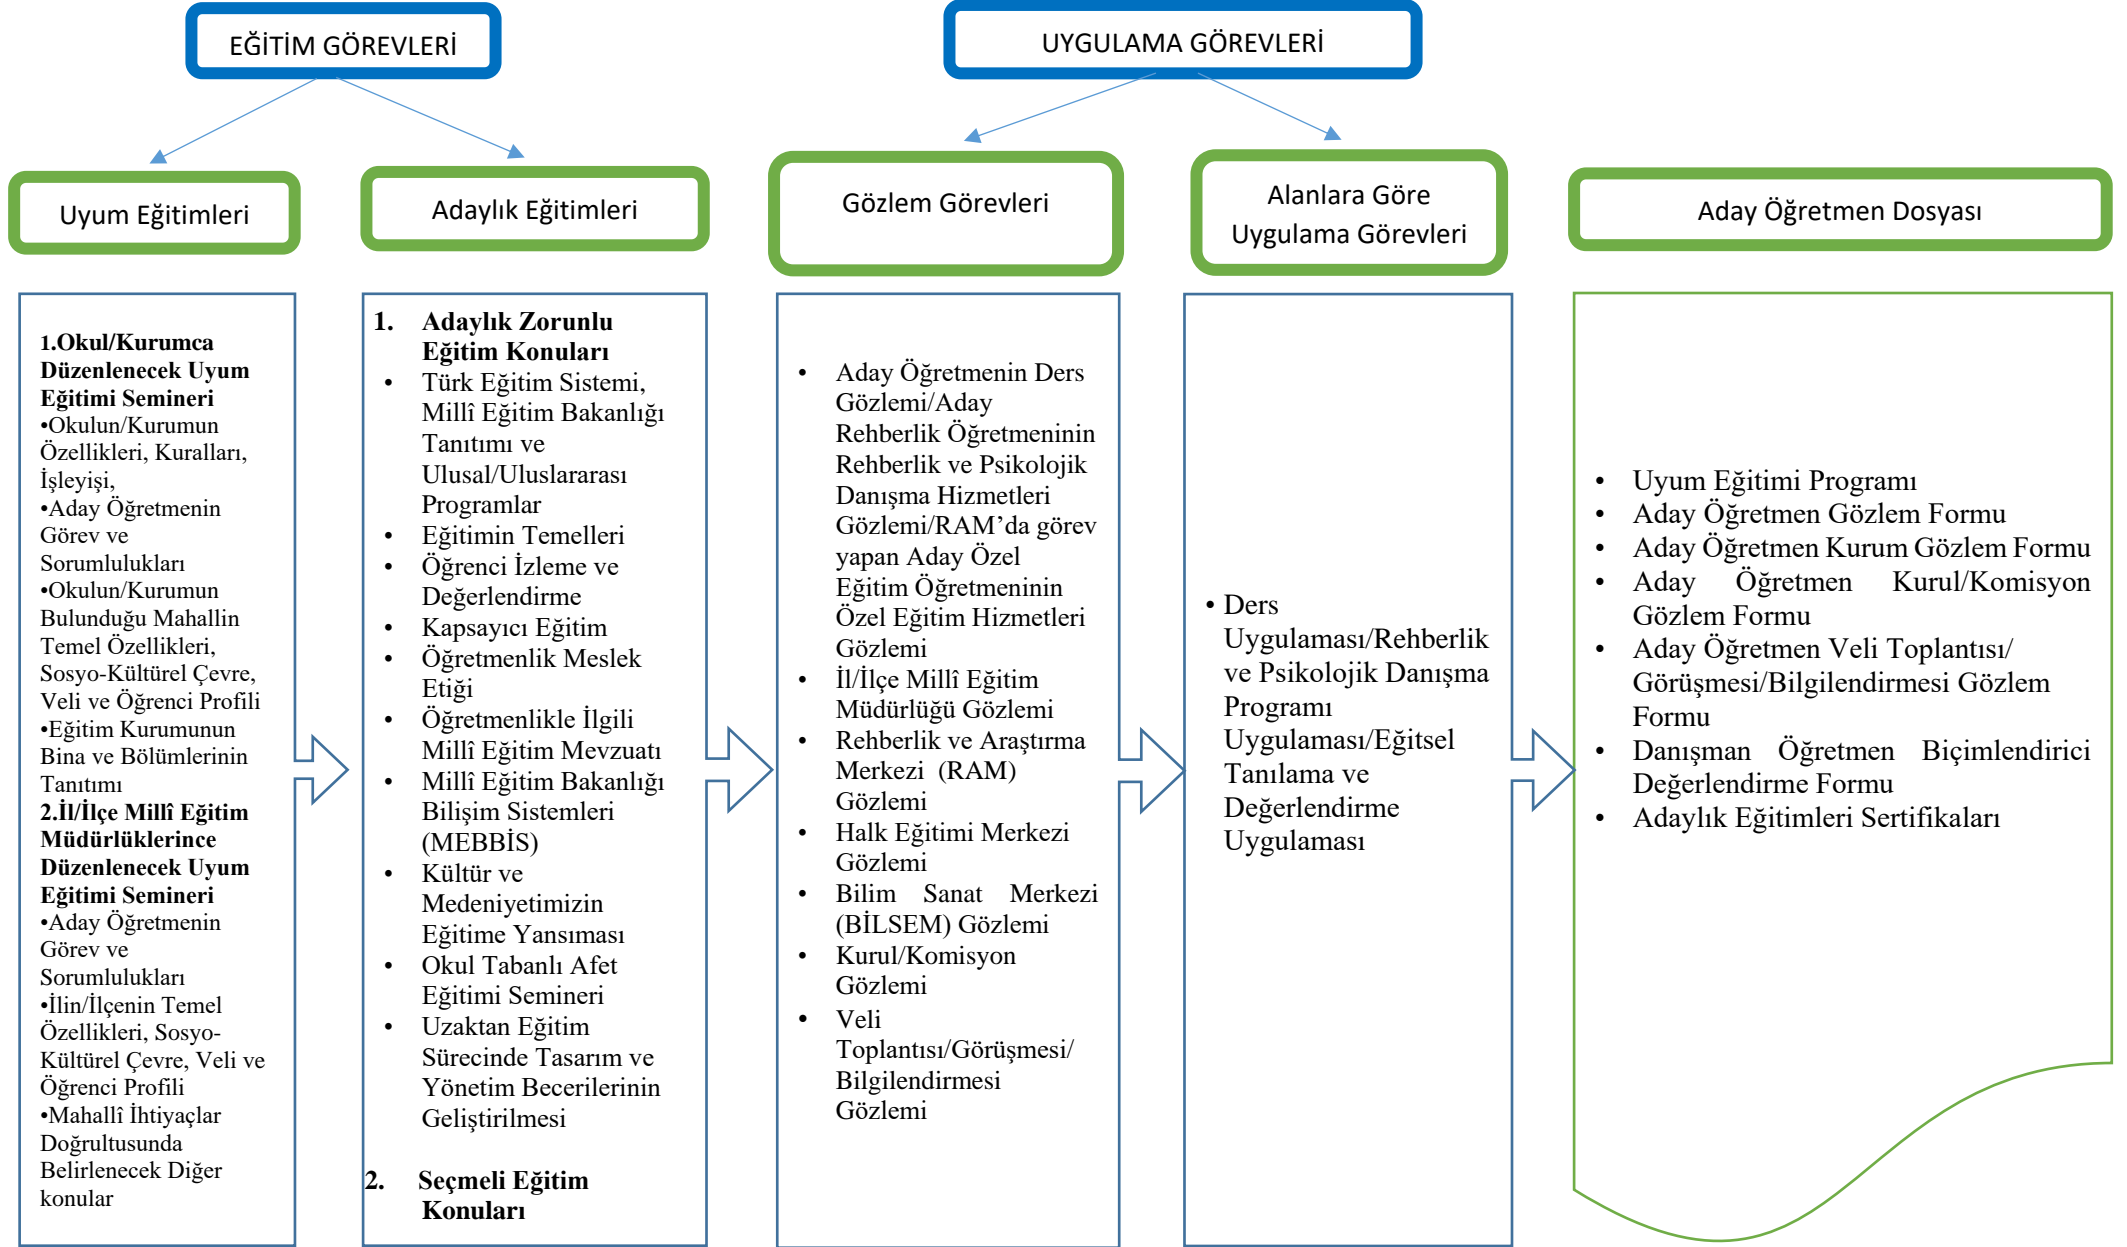 EĞİTİM GÖREVLERİ
UYGULAMA GÖREVLERİ
Uyum Eğitimleri
Adaylık Eğitimleri
Gözlem Görevleri
Alanlara Göre
Uygulama Görevleri
Aday Öğretmen Dosyası
1.Okul/Kurumca
Düzenlenecek Uyum
Eğitimi Semineri
•Okulun/Kurumun
Özellikleri, Kuralları,
İşleyişi,
•Aday Öğretmenin
Görev ve
Sorumlulukları
•Okulun/Kurumun
Bulunduğu Mahallin
Temel Özellikleri,
Sosyo-Kültürel Çevre,
Veli ve Öğrenci Profili
•Eğitim Kurumunun
Bina ve Bölümlerinin
Tanıtımı
2.İl/İlçe Millî Eğitim
Müdürlüklerince
Düzenlenecek Uyum
Eğitimi Semineri
•Aday Öğretmenin
Görev ve
Sorumlulukları
•İlin/İlçenin Temel
Özellikleri, Sosyo-
Kültürel Çevre, Veli ve
Öğrenci Profili
•Mahallî İhtiyaçlar
Doğrultusunda
Belirlenecek Diğer
konular
1. Adaylık Zorunlu
Eğitim Konuları
• Türk Eğitim Sistemi,
Millî Eğitim Bakanlığı
Tanıtımı ve
Ulusal/Uluslararası
Programlar
• Eğitimin Temelleri
• Öğrenci İzleme ve
Değerlendirme
• Kapsayıcı Eğitim
• Öğretmenlik Meslek
Etiği
• Öğretmenlikle İlgili
Millî Eğitim Mevzuatı
• Millî Eğitim Bakanlığı
Bilişim Sistemleri
(MEBBİS)
• Kültür ve
Medeniyetimizin
Eğitime Yansıması
• Okul Tabanlı Afet
Eğitimi Semineri
• Uzaktan Eğitim
Sürecinde Tasarım ve
Yönetim Becerilerinin
Geliştirilmesi
2. Seçmeli Eğitim
Konuları
• Aday Öğretmenin Ders
Gözlemi/Aday
Rehberlik Öğretmeninin
Rehberlik ve Psikolojik
Danışma Hizmetleri
Gözlemi/RAM’da görev
yapan Aday Özel
Eğitim Öğretmeninin
Özel Eğitim Hizmetleri
Gözlemi
• İl/İlçe Millî Eğitim
Müdürlüğü Gözlemi
• Rehberlik ve Araştırma
Merkezi (RAM)
Gözlemi
• Halk Eğitimi Merkezi
Gözlemi
• Bilim Sanat Merkezi
(BİLSEM) Gözlemi
• Kurul/Komisyon
Gözlemi
• Veli
Toplantısı/Görüşmesi/
Bilgilendirmesi
Gözlemi
• Ders
Uygulaması/Rehberlik
ve Psikolojik Danışma
Programı
Uygulaması/Eğitsel
Tanılama ve
Değerlendirme
Uygulaması
• Uyum Eğitimi Programı
• Aday Öğretmen Gözlem Formu
• Aday Öğretmen Kurum Gözlem Formu
• Aday Öğretmen Kurul/Komisyon
Gözlem Formu
• Aday Öğretmen Veli Toplantısı/
Görüşmesi/Bilgilendirmesi Gözlem
Formu
• Danışman Öğretmen Biçimlendirici
Değerlendirme Formu
• Adaylık Eğitimleri Sertifikaları